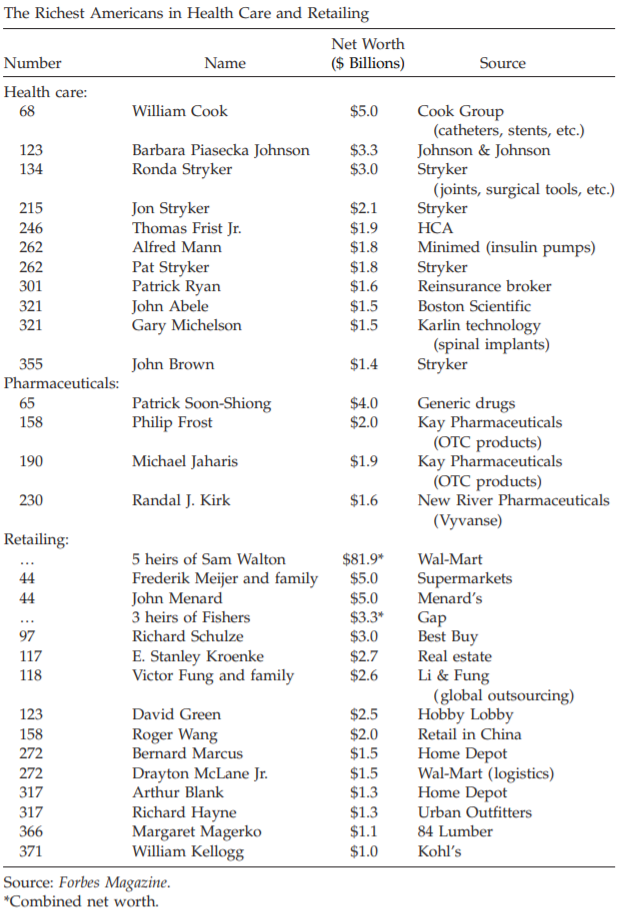 The Richest Americans in Health Care and Retailing
Net Worth
Number Name ($ Billions) Source
Health care:
68 William Cook $5.0 Cook Group
(catheters, stents, etc.)
123 Barbara Piasecka Johnson $3.3 Johnson & Johnson
134 Ronda Stryker $3.0 Stryker
(joints, surgical tools, etc.)
215 Jon Stryker $2.1 Stryker
246 Thomas Frist Jr. $1.9 HCA
262 Alfred Mann $1.8 Minimed (insulin pumps)
262 Pat Stryker $1.8 Stryker
301 Patrick Ryan $1.6 Reinsurance broker
321 John Abele $1.5 Boston Scientific
321 Gary Michelson $1.5 Karlin technology
(spinal implants)
355 John Brown $1.4 Stryker
Pharmaceuticals:
65 Patrick Soon-Shiong $4.0 Generic drugs
158 Philip Frost $2.0 Kay Pharmaceuticals
(OTC products)
190 Michael Jaharis $1.9 Kay Pharmaceuticals
(OTC products)
230 Randal J. Kirk $1.6 New River Pharmaceuticals
(Vyvanse)
Retailing:
... 5 heirs of Sam Walton $81.9* Wal-Mart
44 Frederik Meijer and family $5.0 Supermarkets
44 John Menard $5.0 Menard's
... 3 heirs of Fishers $3.3* Gap
97 Richard Schulze $3.0 Best Buy
117 E. Stanley Kroenke $2.7 Real estate
118 Victor Fung and family $2.6 Li & Fung
(global outsourcing)
123 David Green $2.5 Hobby Lobby
158 Roger Wang $2.0 Retail in China
272 Bernard Marcus $1.5 Home Depot
272 Drayton McLane Jr. $1.5 Wal-Mart (logistics)
317 Arthur Blank $1.3 Home Depot
317 Richard Hayne $1.3 Urban Outfitters
366 Margaret Magerko $1.1 84 Lumber
371 William Kellogg $1.0 Kohl's
Source: Forbes Magazine.
*Combined net worth.